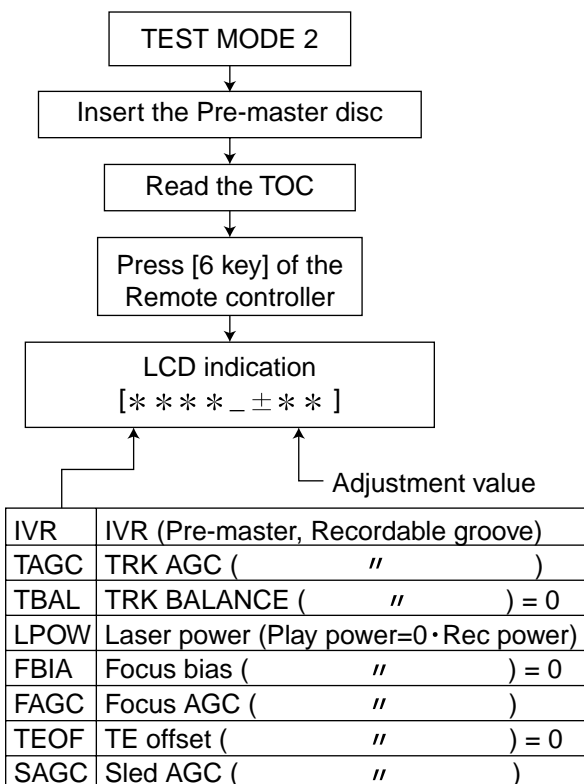 TEST MODE 2
Insert the Pre-master disc
Read the TOC
Press [6 key] of the
Remote controller
LCD indication
[＊＊＊＊_±＊＊]
Adjustment value
IVR IVR (Pre-master, Recordable groove)
TAGC TRK AGC ( 〃 )
TBAL TRK BALANCE ( 〃 ) = 0
LPOW Laser power (Play power=0・Rec power)
FBIA Focus bias ( 〃 ) = 0
FAGC Focus AGC ( 〃 )
TEOF TE offset ( 〃 ) = 0
SAGC Sled AGC ( 〃 )